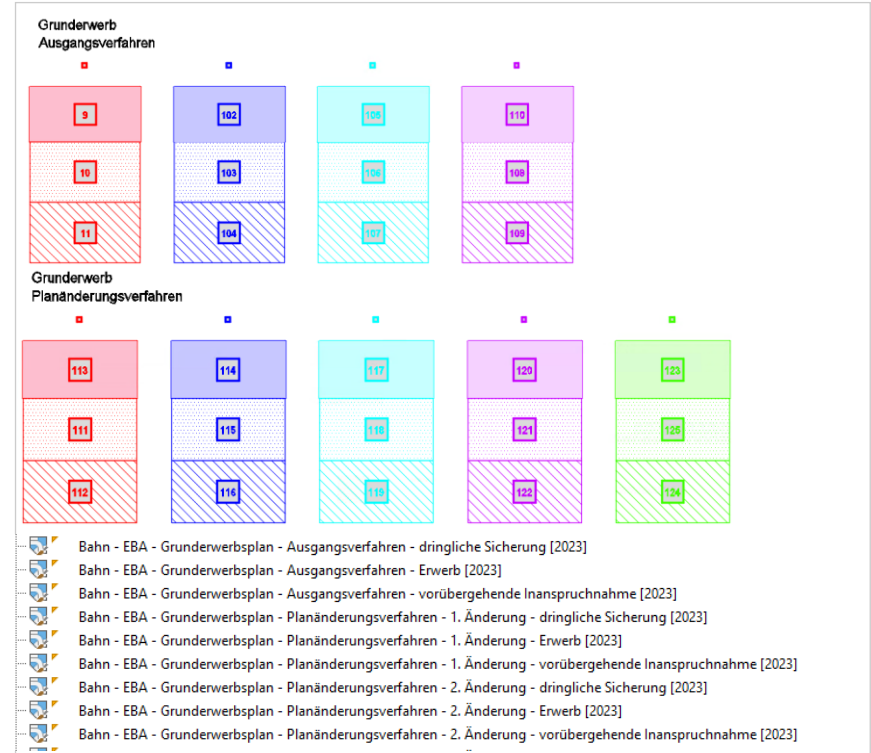 Grunderwerb
Ausgangsverfahren
9 102 105 110
10 103 106 108
11 104 107 109
Grunderwerb
Planänderungsverfahren
113 114 117 120 123
111 115 118 121 125
112 116 119 122 124
Bahn - EBA - Grunderwerbsplan - Ausgangsverfahren - dringliche Sicherung [2023]
Bahn - EBA - Grunderwerbsplan - Ausgangsverfahren - Erwerb [2023]
Bahn - EBA - Grunderwerbsplan - Ausgangsverfahren - vorübergehende Inanspruchnahme [2023]
Bahn - EBA - Grunderwerbsplan - Planänderungsverfahren - 1. Änderung - dringliche Sicherung [2023]
Bahn - EBA - Grunderwerbsplan - Planänderungsverfahren - 1. Änderung - Erwerb [2023]
Bahn - EBA - Grunderwerbsplan - Planänderungsverfahren - 1. Änderung - vorübergehende Inanspruchnahme [2023]
Bahn - EBA - Grunderwerbsplan - Planänderungsverfahren - 2. Änderung - dringliche Sicherung [2023]
Bahn - EBA - Grunderwerbsplan - Planänderungsverfahren - 2. Änderung - Erwerb [2023]
Bahn - EBA - Grunderwerbsplan - Planänderungsverfahren - 2. Änderung - vorübergehende Inanspruchnahme [2023]